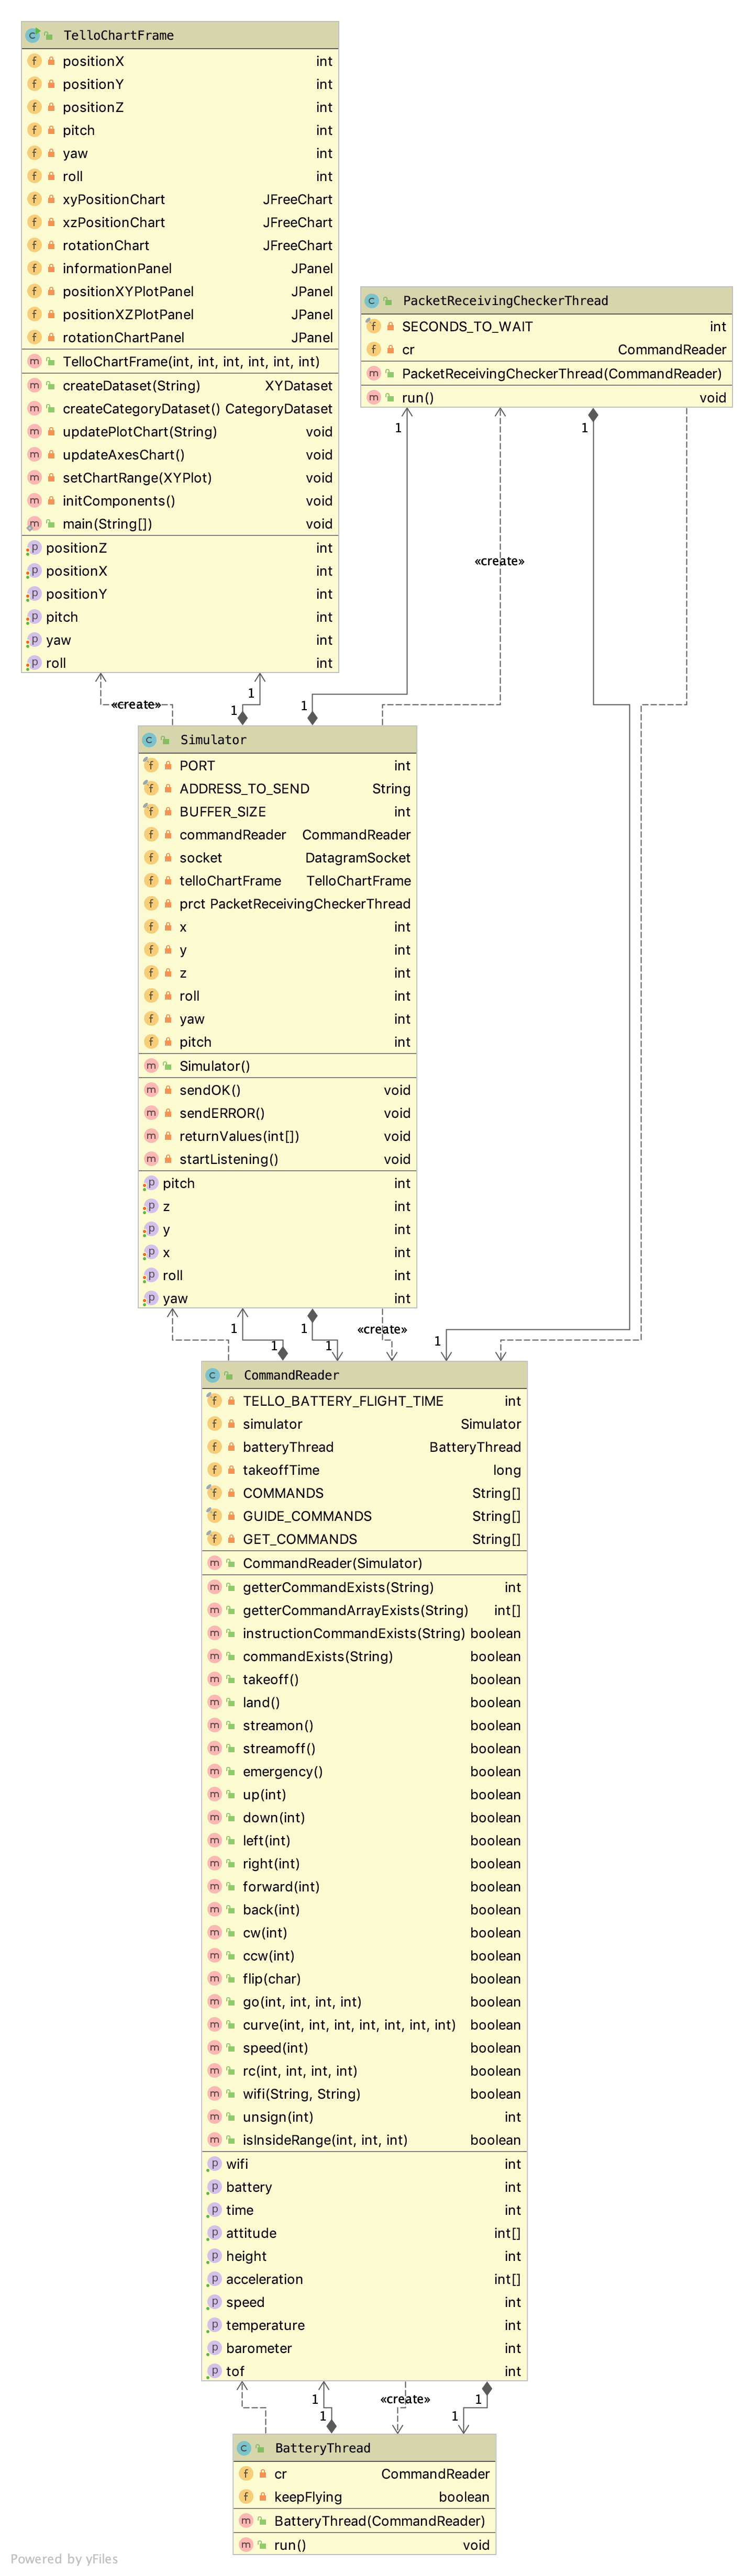 TelloChartFrame
positionX int
positionY int
positionZ int
pitch int
yaw int
roll int
xyPositionChart JFreeChart
xzPositionChart JFreeChart
rotationChart JFreeChart
informationPanel JPanel
positionXYPlotPanel JPanel
positionXZPlotPanel JPanel
rotationChartPanel JPanel
TelloChartFrame(int, int, int, int, int, int)
createDataset(String) XYDataset
createCategoryDataset() CategoryDataset
updatePlotChart(String) void
updateAxesChart() void
setChartRange(XYPlot) void
initComponents() void
main(String[]) void
positionZ int
positionX int
positionY int
pitch int
yaw int
roll int
PacketReceivingCheckerThread
SECONDS_TO_WAIT int
cr CommandReader
PacketReceivingCheckerThread(CommandReader)
run() void
1
1
«create»
«create»
1
1
1
Simulator
PORT int
ADDRESS_TO_SEND String
BUFFER_SIZE int
commandReader CommandReader
socket DatagramSocket
telloChartFrame TelloChartFrame
prct PacketReceivingCheckerThread
x int
y int
z int
roll int
yaw int
pitch int
Simulator()
sendOK() void
sendERROR() void
returnValues(int[]) void
startListening() void
pitch int
z int
y int
x int
roll int
yaw int
1
1
«create»
1
1
1
CommandReader
TELLO_BATTERY_FLIGHT_TIME int
simulator Simulator
batteryThread BatteryThread
takeoffTime long
COMMANDS String[]
GUIDE_COMMANDS String[]
GET_COMMANDS String[]
CommandReader(Simulator)
getterCommandExists(String) int
getterCommandArrayExists(String) int[]
instructionCommandExists(String) boolean
commandExists(String) boolean
takeoff() boolean
land() boolean
streamon() boolean
streamoff() boolean
emergency() boolean
up(int) boolean
down(int) boolean
left(int) boolean
right(int) boolean
forward(int) boolean
back(int) boolean
cw(int) boolean
ccw(int) boolean
flip(char) boolean
go(int, int, int, int) boolean
curve(int, int, int, int, int, int, int) boolean
speed(int) boolean
rc(int, int, int, int) boolean
wifi(String, String) boolean
unsign(int) int
isInsideRange(int, int, int) boolean
wifi int
battery int
time int
attitude int[]
height int
acceleration int[]
speed int
temperature int
barometer int
tof int
1
«create»
1
1
1
BatteryThread
cr CommandReader
keepFlying boolean
BatteryThread(CommandReader)
run() void
Powered by yFiles